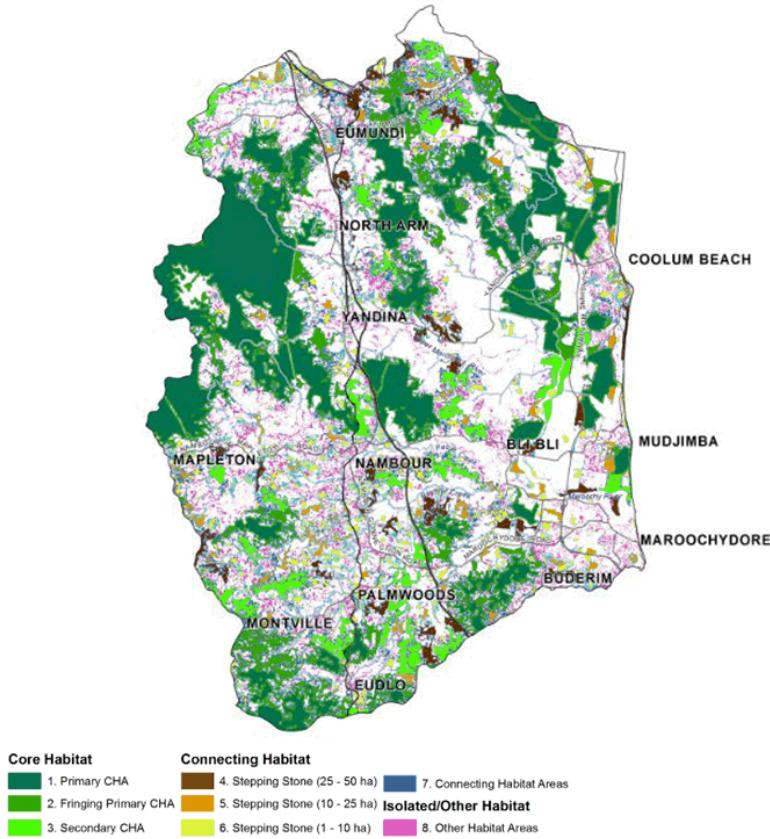 EUMUNDI
NORTH ARM
COOLUM BEACH
YANDINA
MUDJIMBA
BLI BLI
MAPLETON
NAMBOUR
MAROOCHYDORE
BUDERIM
PALMWOODS
MONTVILLE
EUDLO
Core Habitat
1. Primary CHA
2. Fringing Primary CHA
3. Secondary CHA
Connecting Habitat
4. Stepping Stone (25 - 50 ha)
5. Stepping Stone (10 - 25 ha)
6. Stepping Stone (1 - 10 ha)
7. Connecting Habitat Areas
Isolated/Other Habitat
8. Other Habitat Areas